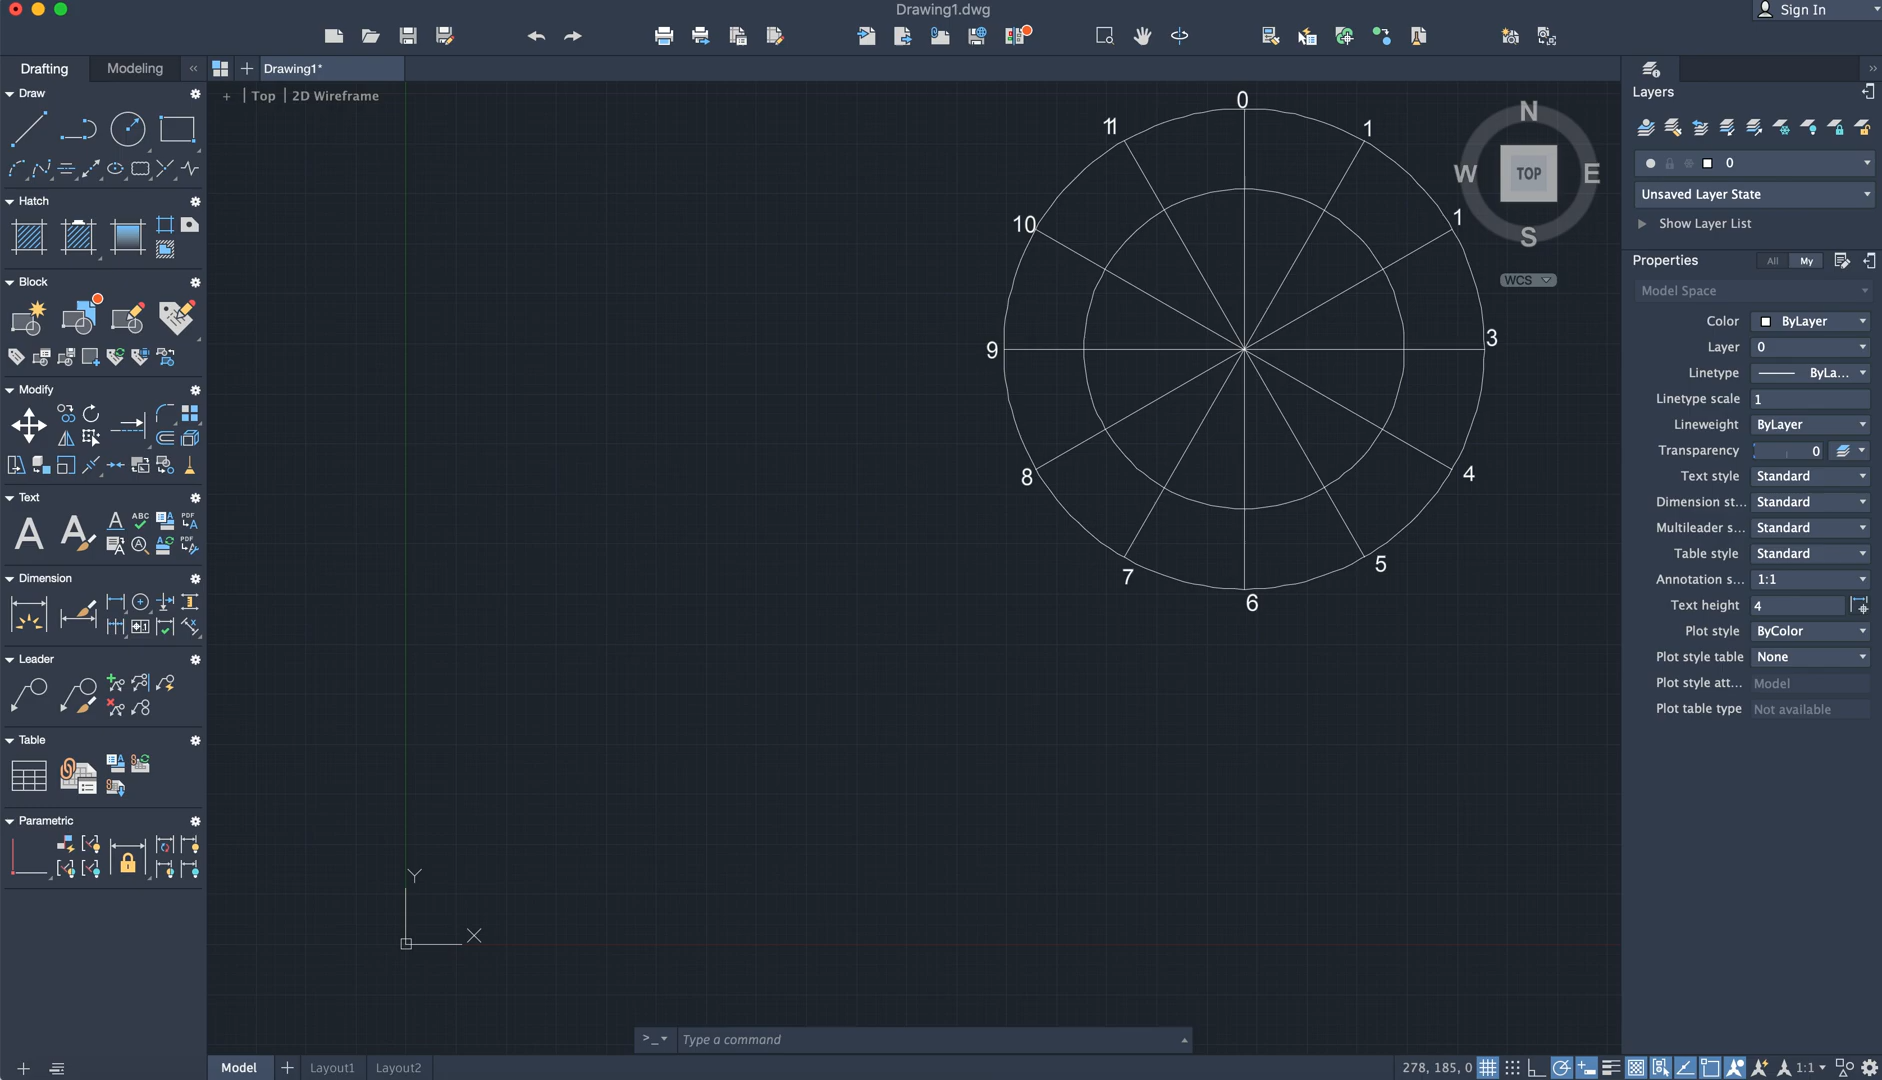 Drawing1.dwg
Sign In
Drafting
Modeling
Drawing1*
+ | Top | 2D Wireframe
Draw
Hatch
Block
Modify
Text
A
ABC
PDF
A
PDF
Dimension
Leader
Table
Parametric
0
1
1
3
4
5
6
7
8
9
10
11
N
W
TOP
E
S
WCS
Y
X
Layers
0
Unsaved Layer State
Show Layer List
Properties
All
My
Model Space
Color ByLayer
Layer 0
Linetype ByLa...
Linetype scale 1
Lineweight ByLayer
Transparency 0
Text style Standard
Dimension st... Standard
Multileader s... Standard
Table style Standard
Annotation s... 1:1
Text height 4
Plot style ByColor
Plot style table None
Plot style att... Model
Plot table type Not available
>_ Type a command
Model
Layout1
Layout2
278, 185, 0
1:1